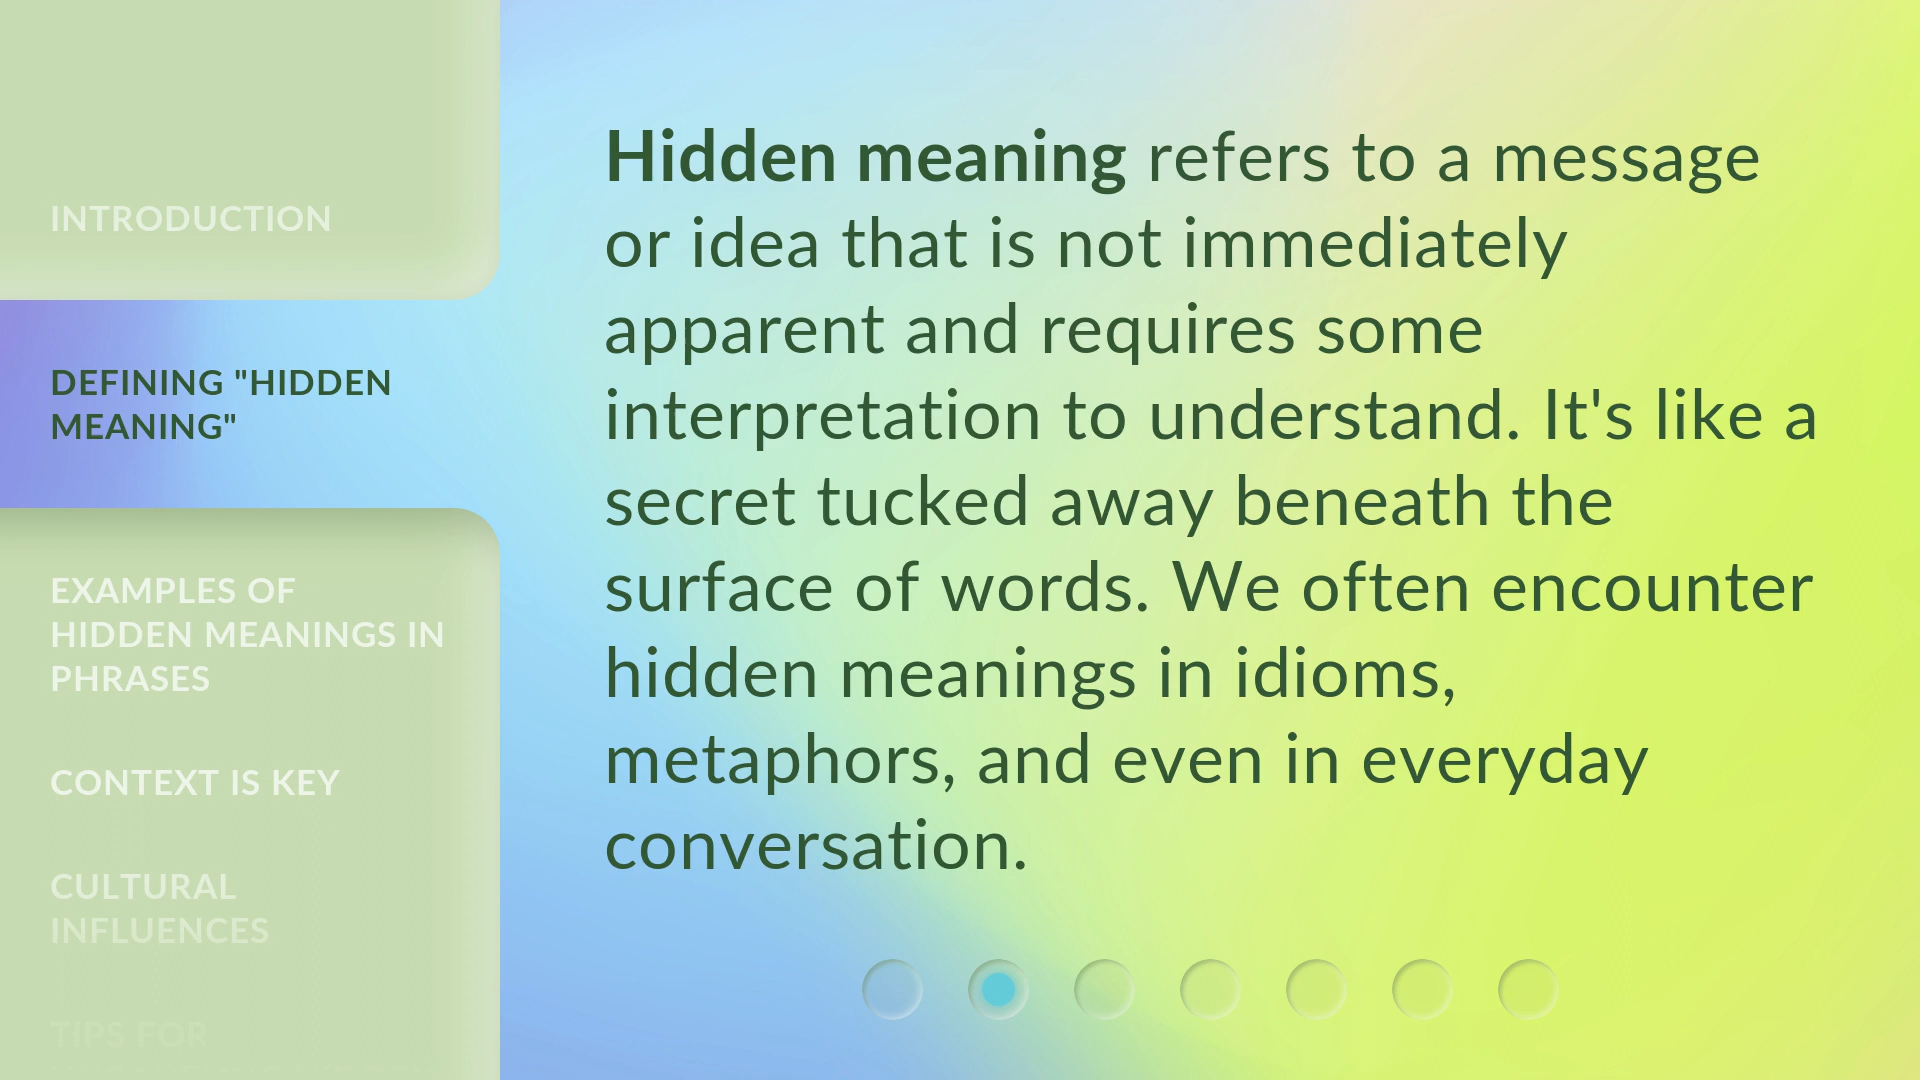 INTRODUCTION
DEFINING "HIDDEN
MEANING"
EXAMPLES OF
HIDDEN MEANINGS IN
PHRASES
CONTEXT IS KEY
CULTURAL
INFLUENCES
TIPS FOR
Hidden meaning refers to a message
or idea that is not immediately
apparent and requires some
interpretation to understand. It's like a
secret tucked away beneath the
surface of words. We often encounter
hidden meanings in idioms,
metaphors, and even in everyday
conversation.